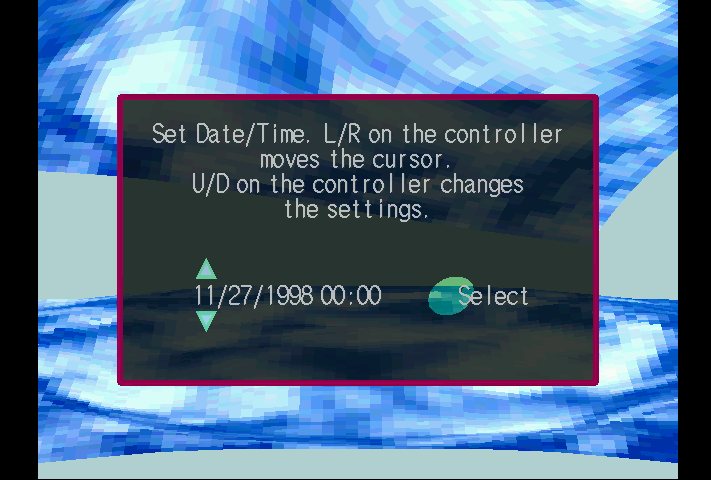 Set Date/Time. L/R on the controller
moves the cursor.
U/D on the controller changes
the settings.
11/27/1998 00:00 Select